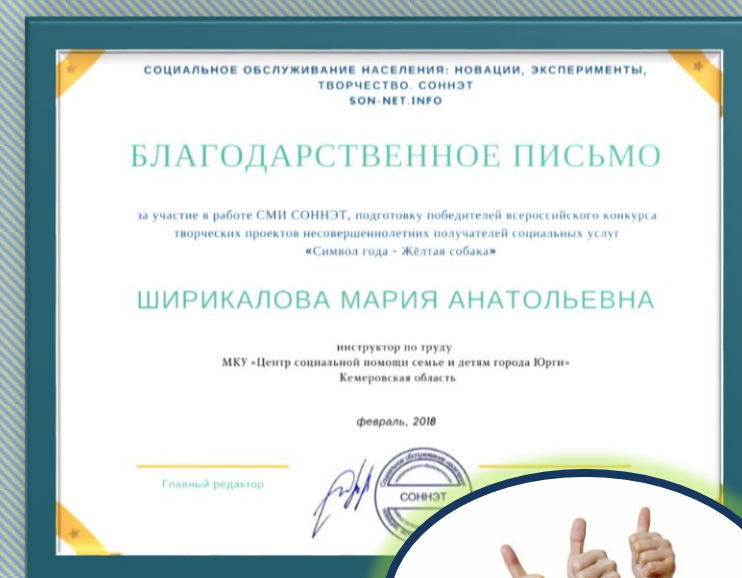 СОЦИАЛЬНОЕ ОБСЛУЖИВАНИЕ НАСЕЛЕНИЯ: НОВАЦИИ, ЭКСПЕРИМЕНТЫ,
ТВОРЧЕСТВО. СОННЭТ
SON-NET.INFO
БЛАГОДАРСТВЕННОЕ ПИСЬМО
за участие в работе СМИ СОННЭТ, подготовку победителей всероссийского конкурса
творческих проектов несовершеннолетних получателей социальных услуг
«Символ года - Жёлтая собака»
ШИРИКАЛОВА МАРИЯ АНАТОЛЬЕВНА
инструктор по труду
МКУ «Центр социальной помощи семье и детям города Юрги»
Кемеровская область
февраль, 2018
Главный редактор
СОННЭТ